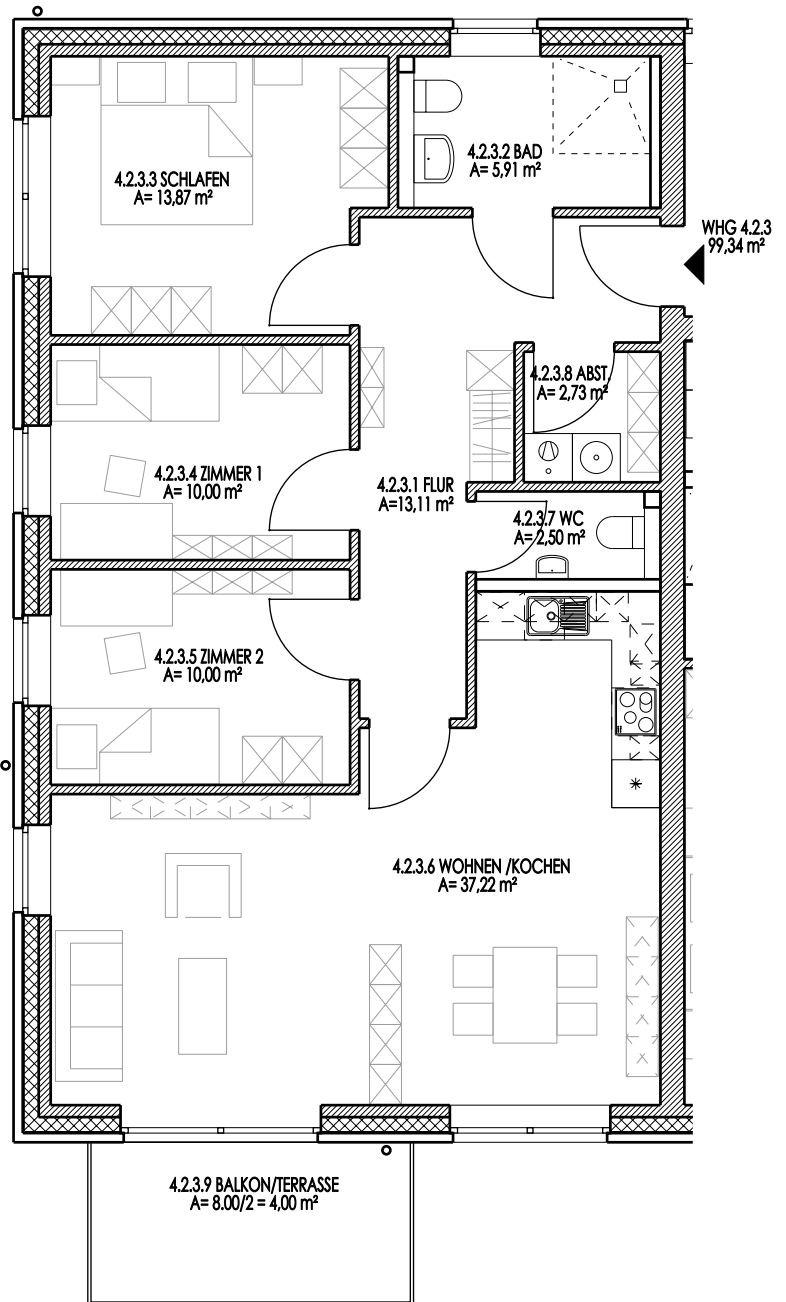 4.2.3.2 BAD
A= 5,91 m²
4.2.3.3 SCHLAFEN
A= 13,87 m²
WHG 4.2.3
99,34 m²
4.2.3.8 ABST.
A= 2,73 m²
4.2.3.4 ZIMMER 1
A= 10,00 m²
4.2.3.1 FLUR
A=13,11 m²
4.2.3.7 WC
A= 2,50 m²
4.2.3.5 ZIMMER 2
A= 10,00 m²
4.2.3.6 WOHNEN /KOCHEN
A= 37,22 m²
4.2.3.9 BALKON/TERRASSE
A= 8.00/2 = 4,00 m²